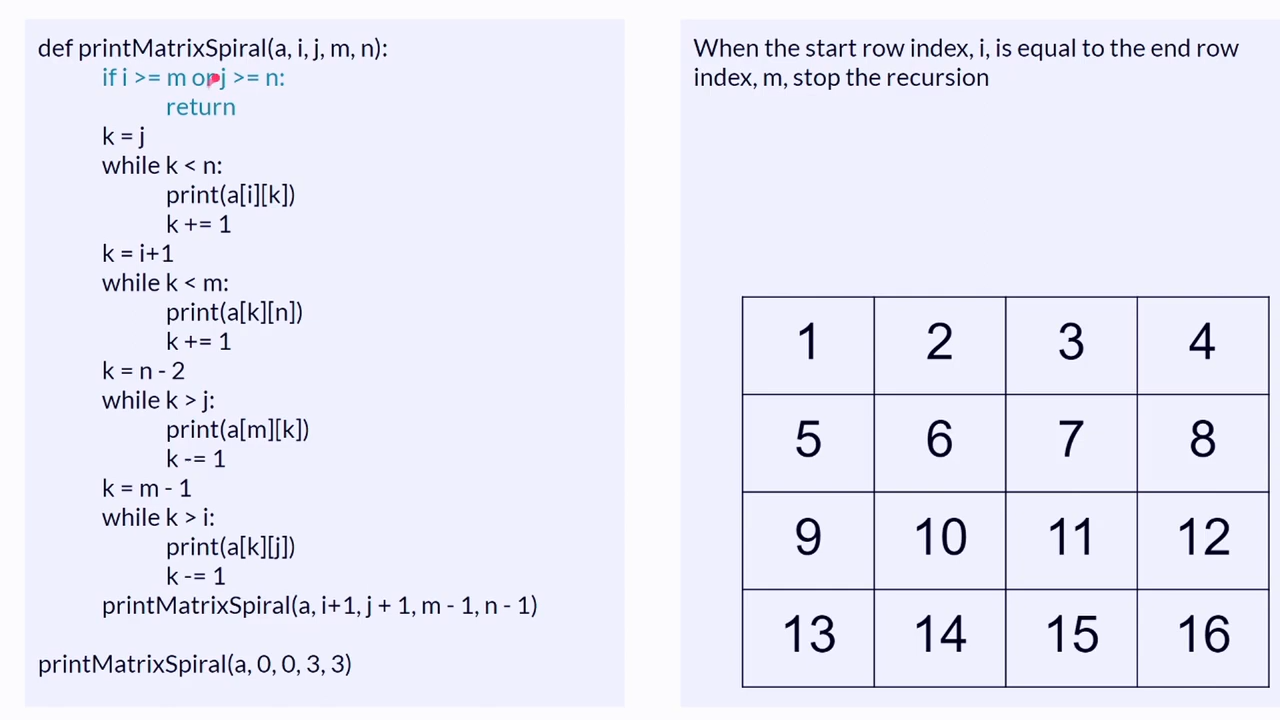 def printMatrixSpiral(a, i, j, m, n):
if i >= m or j >= n:
return
k = j
while k < n:
print(a[i][k])
k += 1
k = i+1
while k < m:
print(a[k][n])
k += 1
k = n - 2
while k > j:
print(a[m][k])
k -= 1
k = m - 1
while k > i:
print(a[k][j])
k -= 1
printMatrixSpiral(a, i+1, j + 1, m - 1, n - 1)
printMatrixSpiral(a, 0, 0, 3, 3)
When the start row index, i, is equal to the end row
index, m, stop the recursion
1 2 3 4
5 6 7 8
9 10 11 12
13 14 15 16